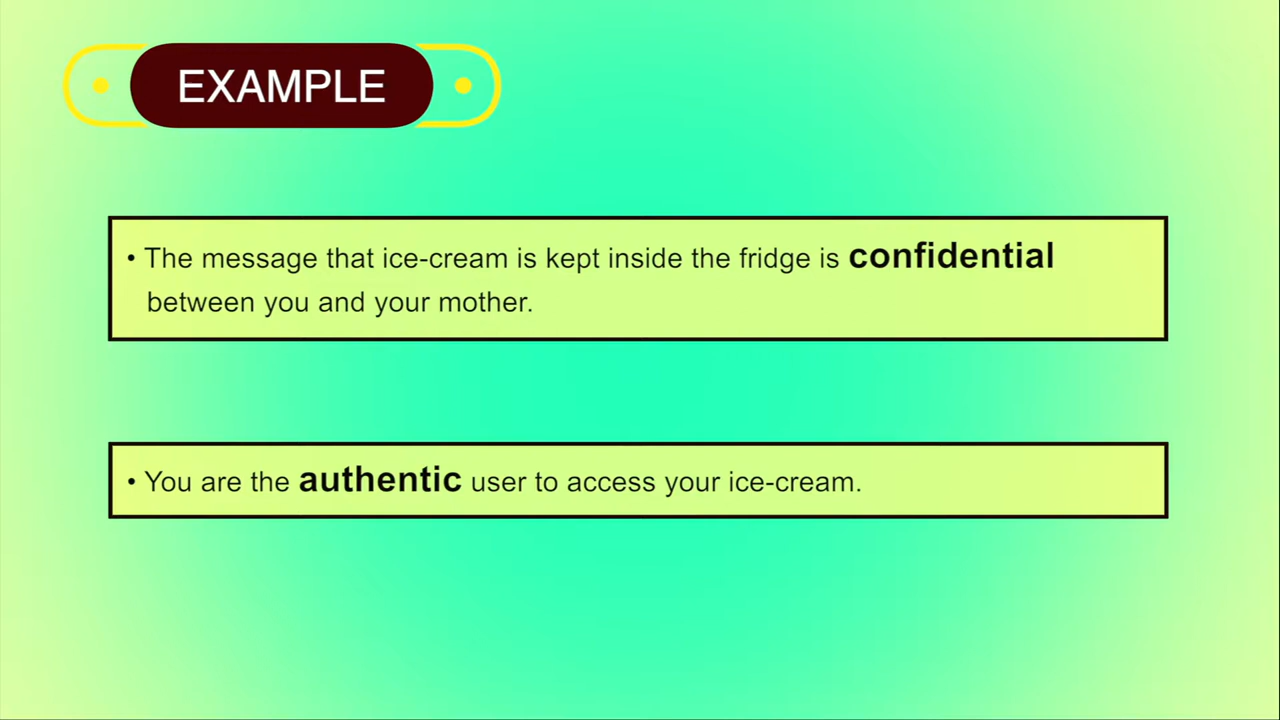 EXAMPLE
• The message that ice-cream is kept inside the fridge is confidential
between you and your mother.
• You are the authentic user to access your ice-cream.